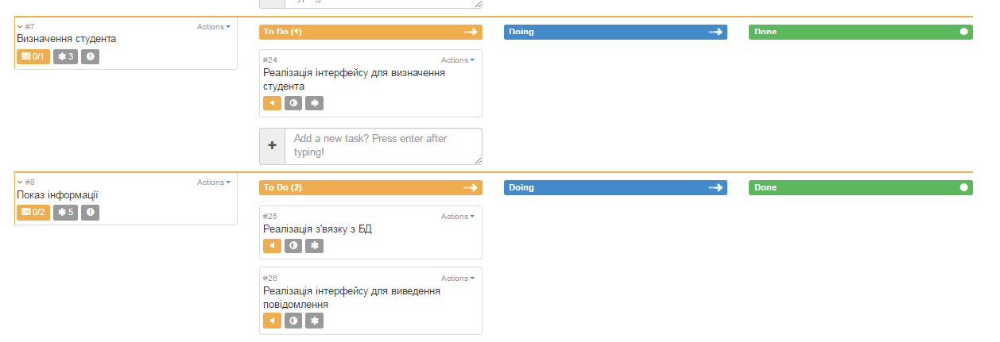 typing!
#7 Actions
Визначення студента
0/1 3
To Do (1)
Doing
Done
#24 Actions
Реалізація інтерфейсу для визначення
студента
Add a new task? Press enter after
typing!
#8 Actions
Показ інформації
0/2 5
To Do (2)
Doing
Done
#25 Actions
Реалізація з'вязку з БД
#26 Actions
Реалізація інтерфейсу для виведення
повідомлення